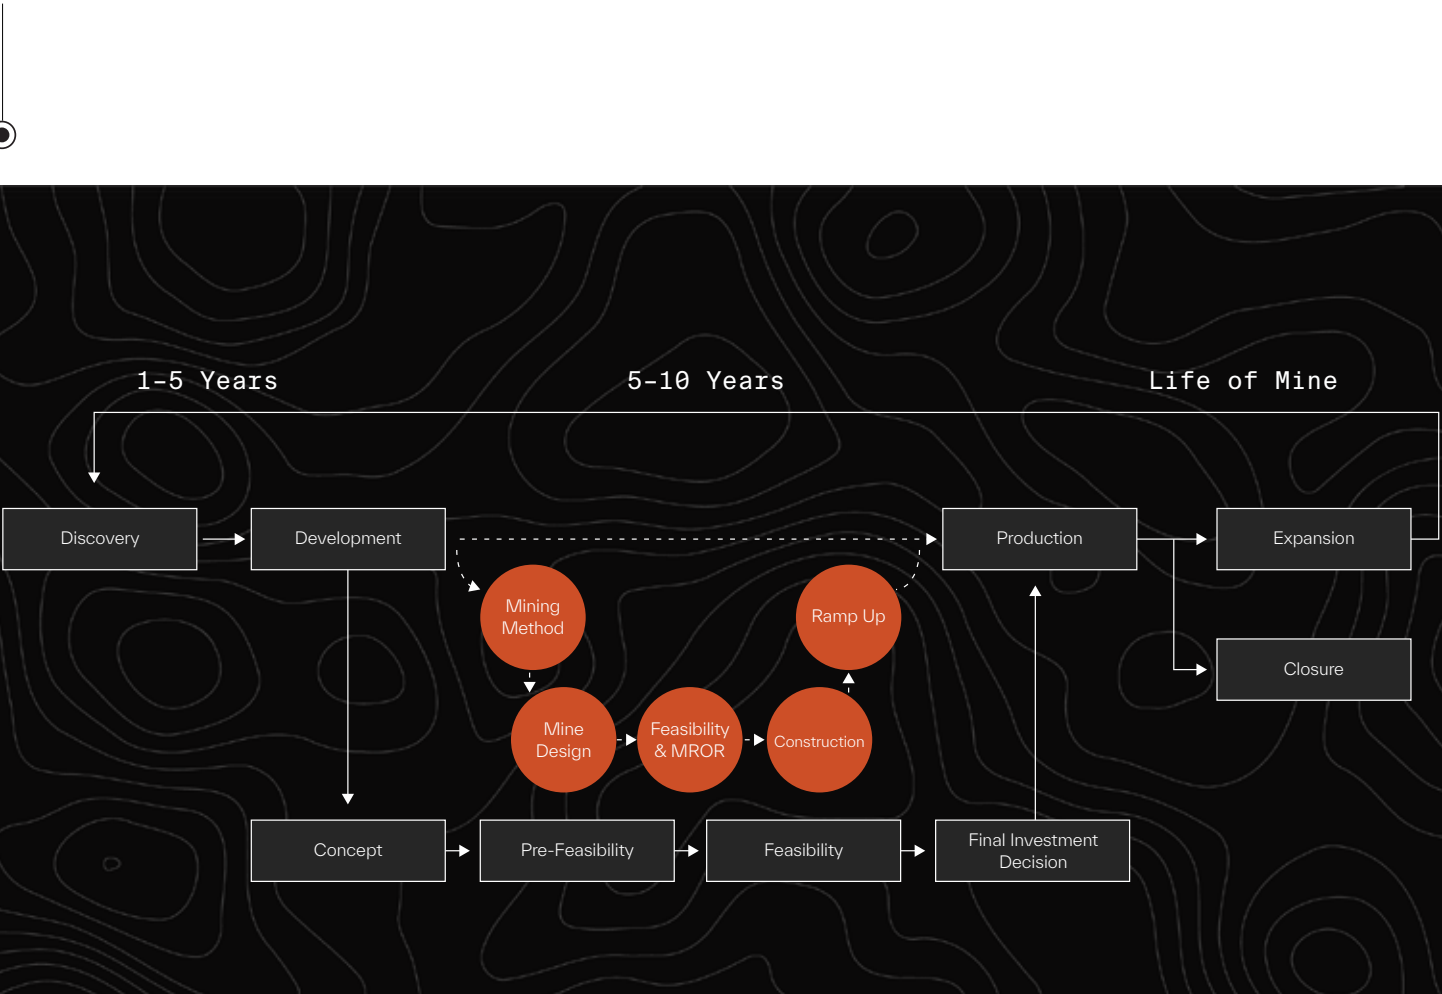 1–5 Years
5–10 Years
Life of Mine
Discovery
Development
Production
Expansion
Mining
Method
Ramp Up
Closure
Mine
Design
Feasibility
& MROR
Construction
Concept
Pre-Feasibility
Feasibility
Final Investment
Decision